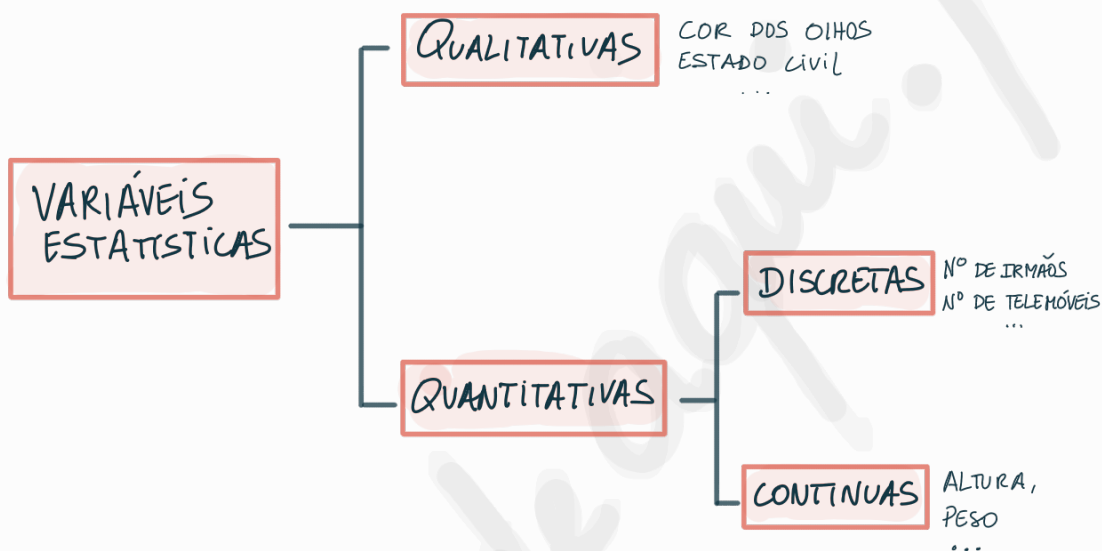 QUALITATIVAS
COR DOS OlHOS
ESTADO CiViL
...
VARIÁVEiS
ESTATíSTiCAS
DISCRETAS
Nº DE IRMÃOS
Nº DE TELEMÓVEIS
...
QUANTiTATiVAS
CONTíNUAS
ALTURA,
PESO
...